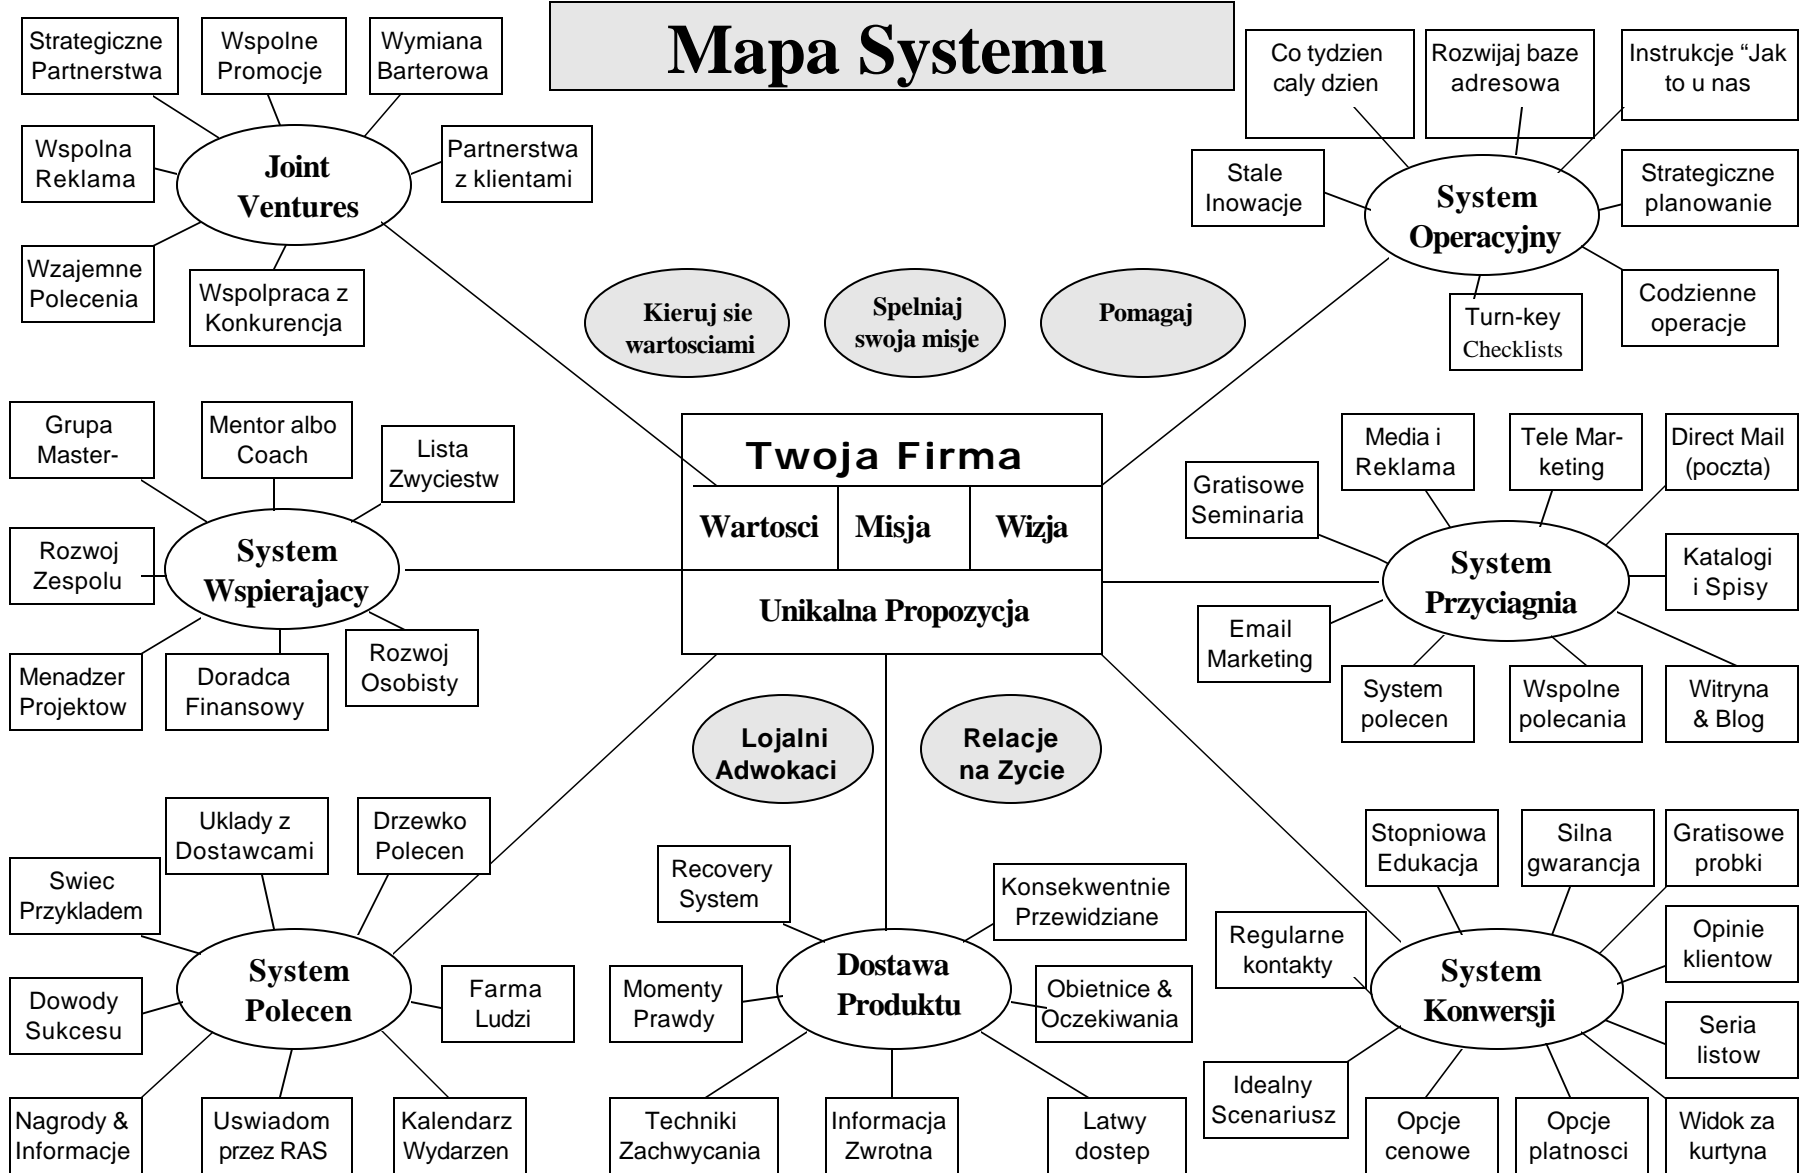 Mapa Systemu
Strategiczne
Partnerstwa
Wspolne
Promocje
Wymiana
Barterowa
Wspolna
Reklama
Joint
Ventures
Partnerstwa
z klientami
Wzajemne
Polecenia
Wspolpraca z
Konkurencja
Co tydzien
caly dzien
Rozwijaj baze
adresowa
Instrukcje “Jak
to u nas
Stale
Inowacje
System
Operacyjny
Strategiczne
planowanie
Turn-key
Checklists
Codzienne
operacje
Kieruj sie
wartosciami
Spelniaj
swoja misje
Pomagaj
Twoja Firma
Wartosci
Misja
Wizja
Unikalna Propozycja
Grupa
Master-
Mentor albo
Coach
Lista
Zwyciestw
Rozwoj
Zespolu
System
Wspierajacy
Menadzer
Projektow
Doradca
Finansowy
Rozwoj
Osobisty
Media i
Reklama
Tele Mar-
keting
Direct Mail
(poczta)
Gratisowe
Seminaria
System
Przyciagnia
Katalogi
i Spisy
Email
Marketing
System
polecen
Wspolne
polecania
Witryna
& Blog
Lojalni
Adwokaci
Relacje
na Zycie
Uklady z
Dostawcami
Drzewko
Polecen
Swiec
Przykladem
System
Polecen
Dowody
Sukcesu
Farma
Ludzi
Nagrody &
Informacje
Uswiadom
przez RAS
Kalendarz
Wydarzen
Recovery
System
Konsekwentnie
Przewidziane
Dostawa
Produktu
Momenty
Prawdy
Obietnice &
Oczekiwania
Techniki
Zachwycania
Informacja
Zwrotna
Latwy
dostep
Stopniowa
Edukacja
Silna
gwarancja
Gratisowe
probki
Regularne
kontakty
System
Konwersji
Opinie
klientow
Seria
listow
Idealny
Scenariusz
Opcje
cenowe
Opcje
platnosci
Widok za
kurtyna